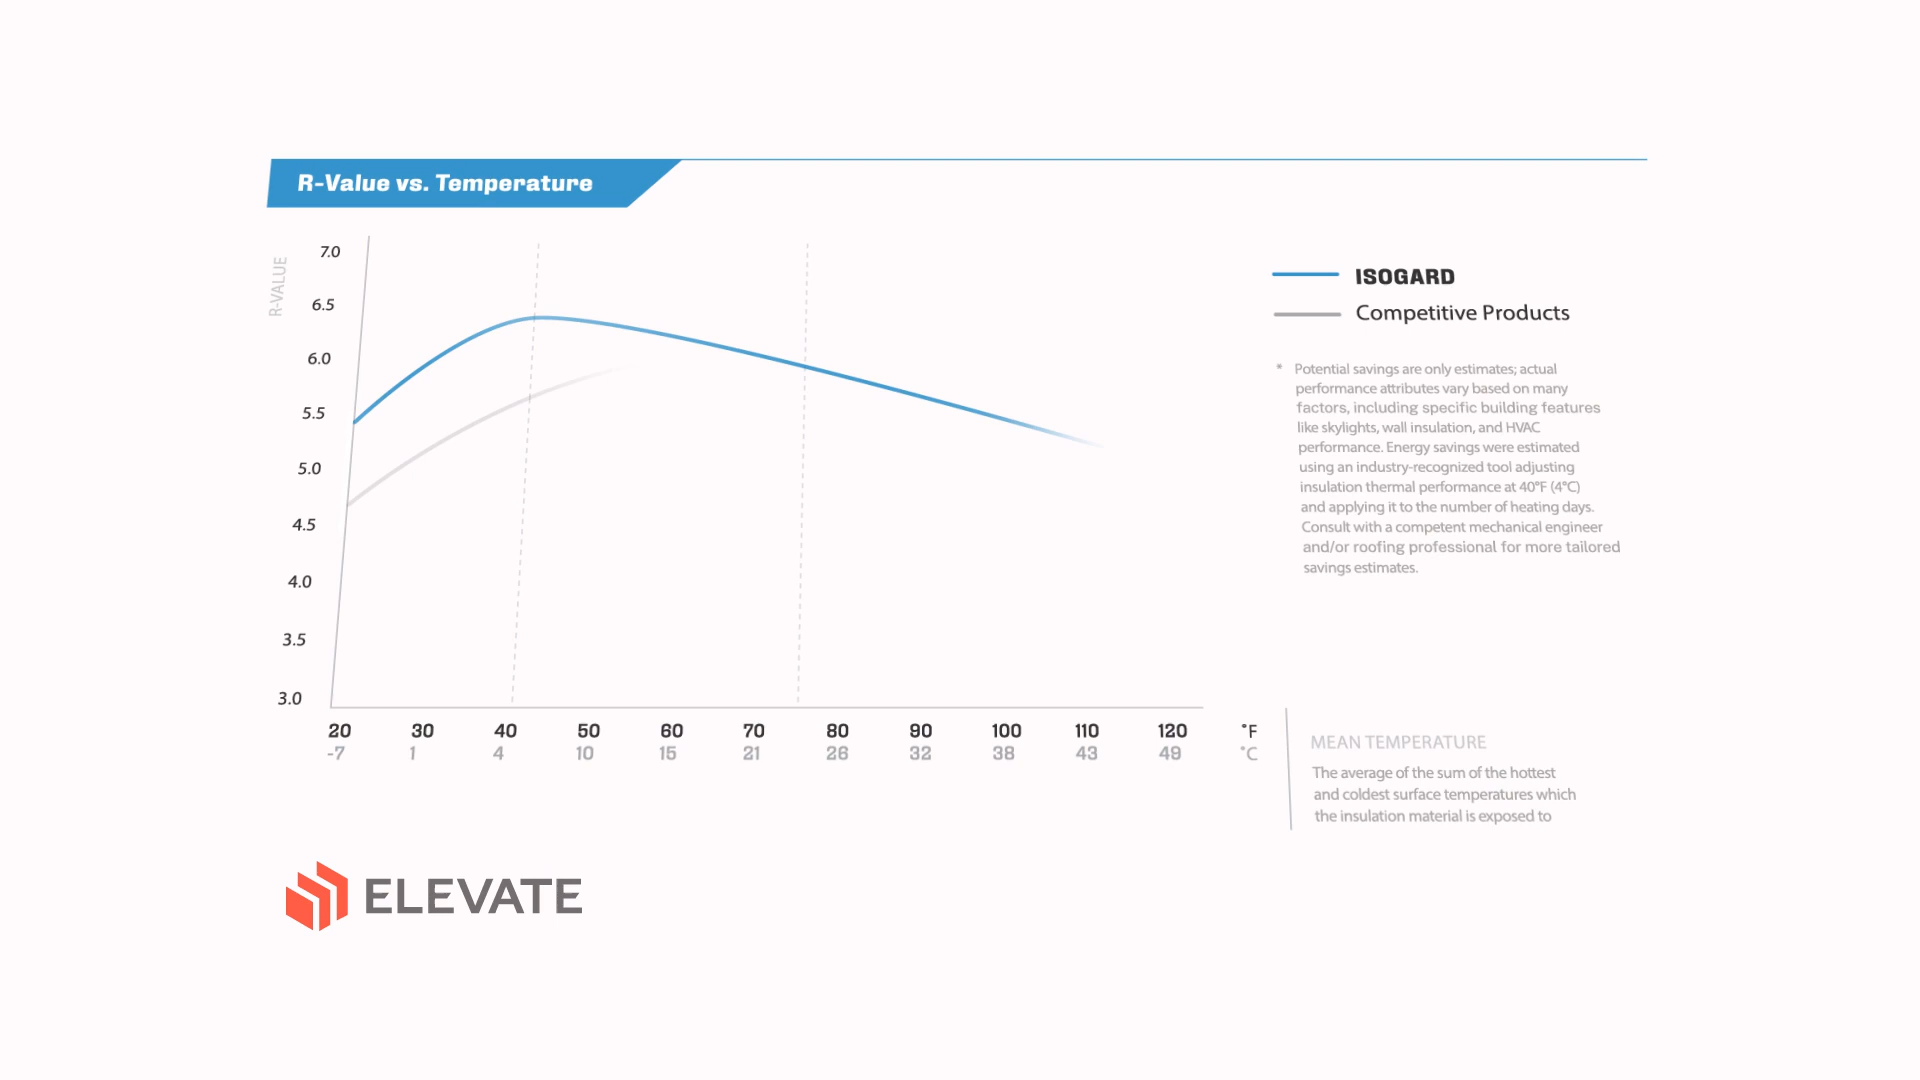 R-Value vs. Temperature
R-VALUE
7.0
6.5
6.0
5.5
5.0
4.5
4.0
3.5
3.0
20 30 40 50 60 70 80 90 100 110 120 °F
-7 1 4 10 15 21 26 32 38 43 49 °C
ISOGARD
Competitive Products
* Potential savings are only estimates; actual
performance attributes vary based on many
factors, including specific building features
like skylights, wall insulation, and HVAC
performance. Energy savings were estimated
using an industry-recognized tool adjusting
insulation thermal performance at 40°F (4°C)
and applying it to the number of heating days.
Consult with a competent mechanical engineer
and/or roofing professional for more tailored
savings estimates.
MEAN TEMPERATURE
The average of the sum of the hottest
and coldest surface temperatures which
the insulation material is exposed to
ELEVATE